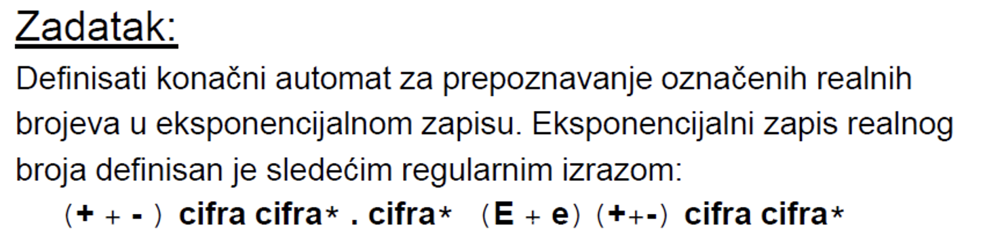 Zadatak:
Definisati konačni automat za prepoznavanje označenih realnih
brojeva u eksponencijalnom zapisu. Eksponencijalni zapis realnog
broja definisan je sledećim regularnim izrazom:
(+ + - ) cifra cifra* . cifra* (E + e) (++-) cifra cifra*